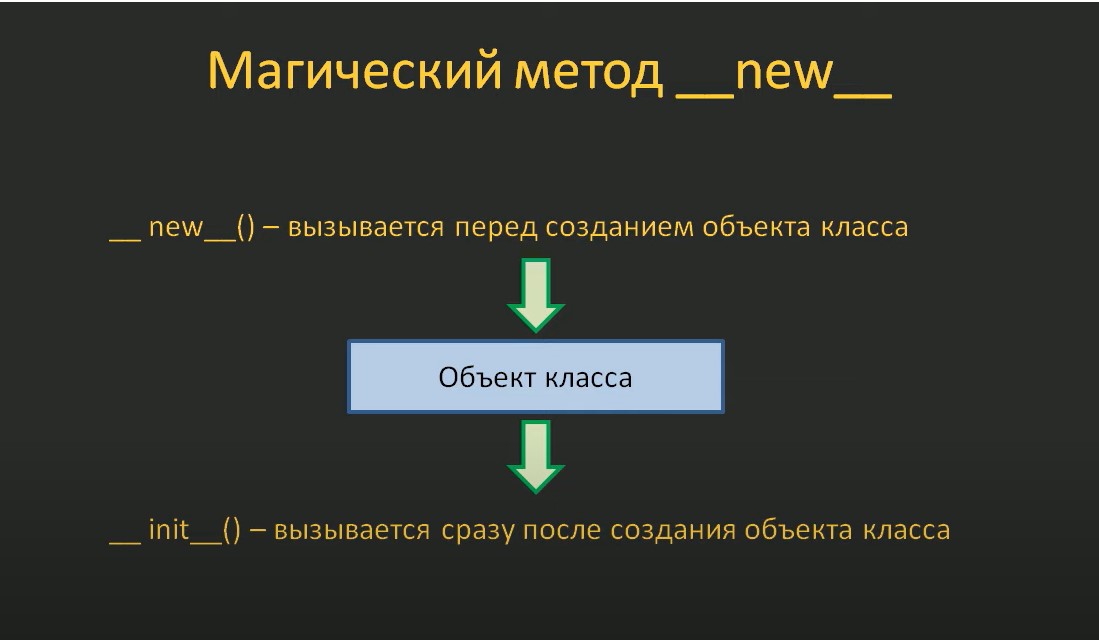 Магический метод __new__
__ new__() – вызывается перед созданием объекта класса
Объект класса
__ init__() – вызывается сразу после создания объекта класса